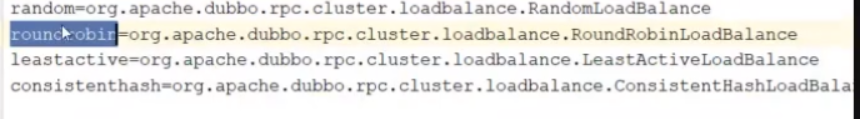 random=org.apache.dubbo.rpc.cluster.loadbalance.RandomLoadBalance
roundrobin=org.apache.dubbo.rpc.cluster.loadbalance.RoundRobinLoadBalance
leastactive=org.apache.dubbo.rpc.cluster.loadbalance.LeastActiveLoadBalance
consistenthash=org.apache.dubbo.rpc.cluster.loadbalance.ConsistentHashLoadBala